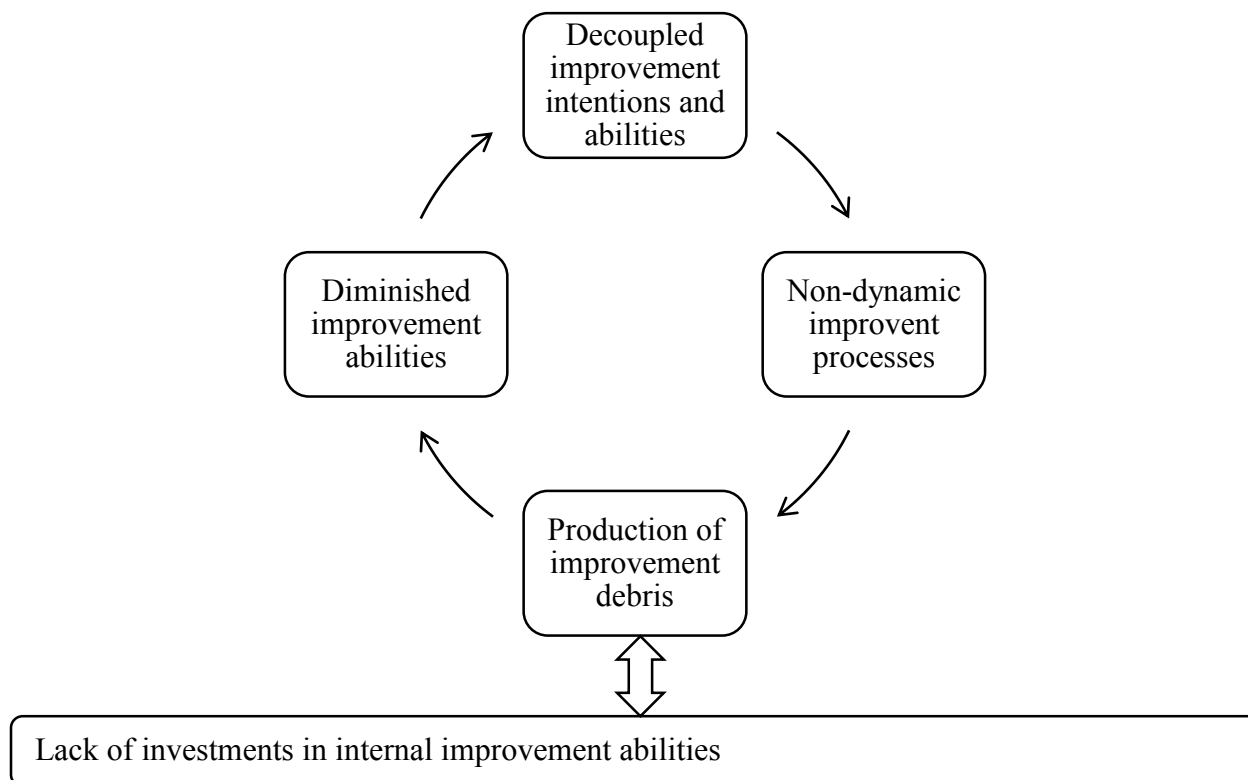 Decoupled
improvement
intentions and
abilities
Diminished
improvement
abilities
Non-dynamic
improvent
processes
Production of
improvement
debris
Lack of investments in internal improvement abilities